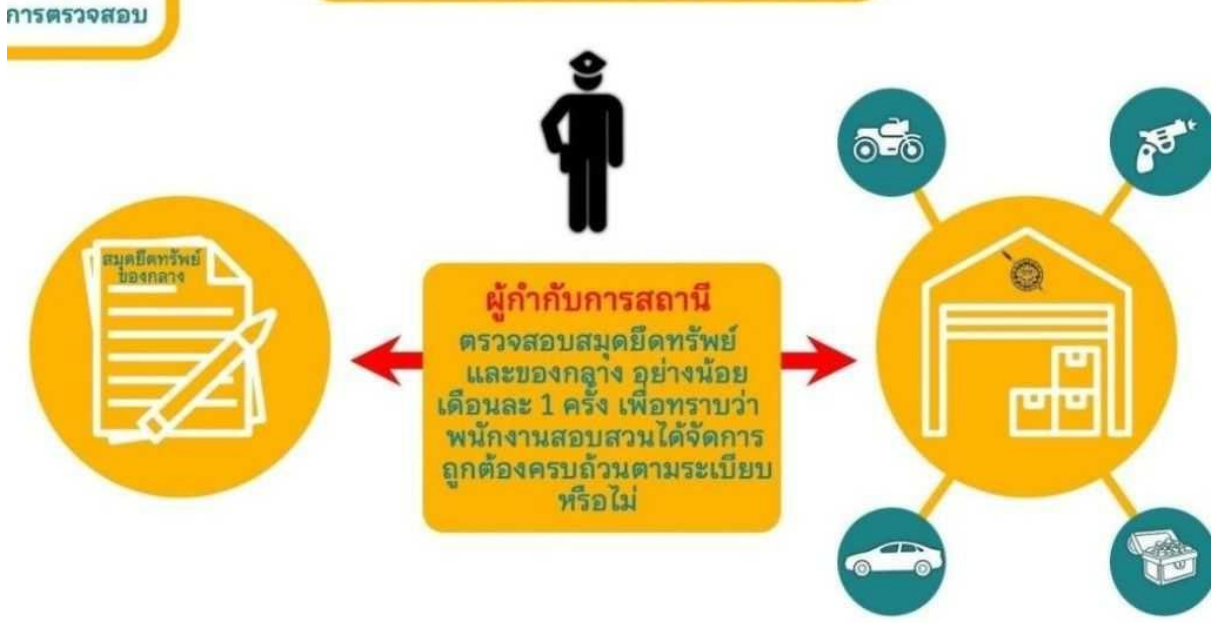 การตรวจสอบ
สมุดยึดทรัพย์
ของกลาง
ผู้กำกับการสถานี
ตรวจสอบสมุดยึดทรัพย์
และของกลาง อย่างน้อย
เดือนละ 1 ครั้ง เพื่อทราบว่า
พนักงานสอบสวนได้จัดการ
ถูกต้องครบถ้วนตามระเบียบ
หรือไม่